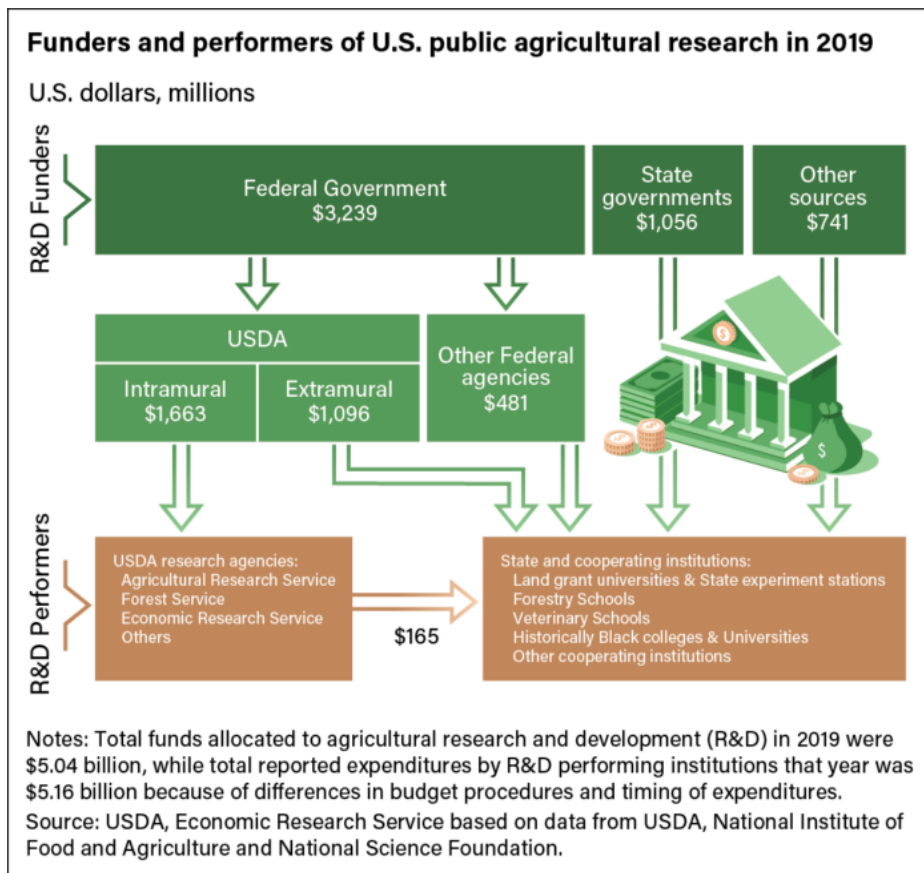 Funders and performers of U.S. public agricultural research in 2019
U.S. dollars, millions
R&D Funders
Federal Government
$3,239
State
governments
$1,056
Other
sources
$741
USDA
Intramural
$1,663
Extramural
$1,096
Other Federal
agencies
$481
$
$
$
$
$
R&D Performers
USDA research agencies:
Agricultural Research Service
Forest Service
Economic Research Service
Others
$165
State and cooperating institutions:
Land grant universities & State experiment stations
Forestry Schools
Veterinary Schools
Historically Black colleges & Universities
Other cooperating institutions
Notes: Total funds allocated to agricultural research and development (R&D) in 2019 were
$5.04 billion, while total reported expenditures by R&D performing institutions that year was
$5.16 billion because of differences in budget procedures and timing of expenditures.
Source: USDA, Economic Research Service based on data from USDA, National Institute of
Food and Agriculture and National Science Foundation.